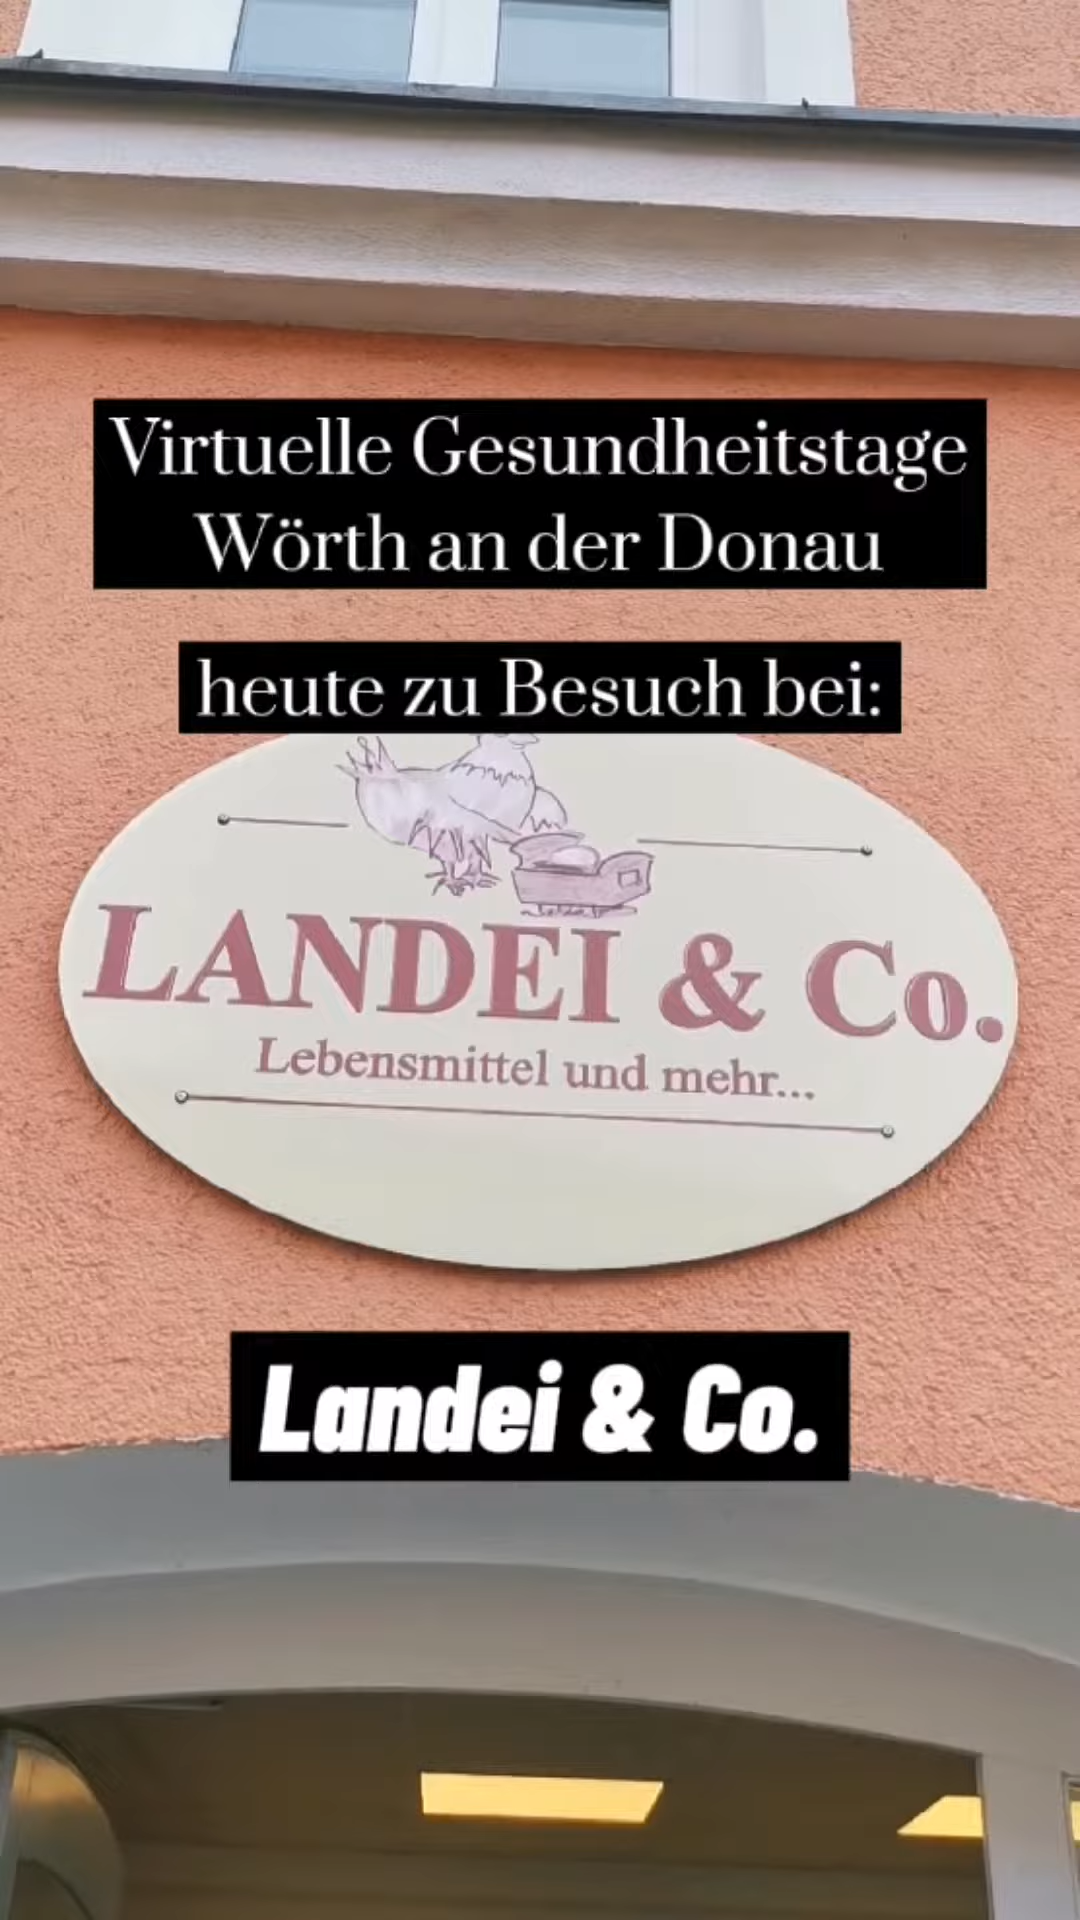 Virtuelle Gesundheitstage
Wörth an der Donau
heute zu Besuch bei:
LANDEI & Co.
Lebensmittel und mehr...
Landei & Co.